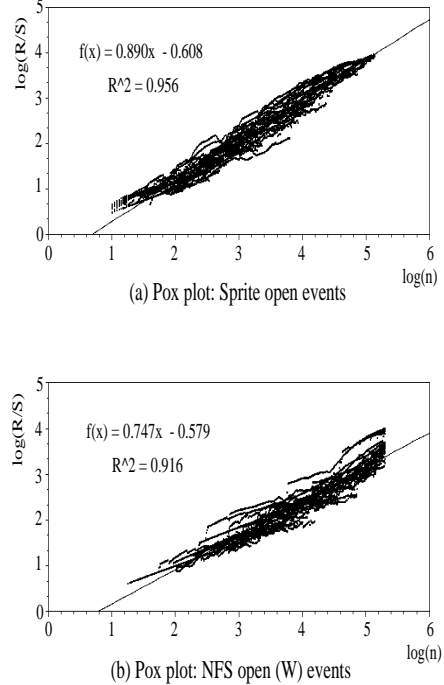 log(R/S)
5
4
3
2
1
0
f(x) = 0.890x - 0.608
R^2 = 0.956
0 1 2 3 4 5 6
log(n)
(a) Pox plot: Sprite open events
log(R/S)
5
4
3
2
1
0
f(x) = 0.747x - 0.579
R^2 = 0.916
0 1 2 3 4 5 6
log(n)
(b) Pox plot: NFS open (W) events